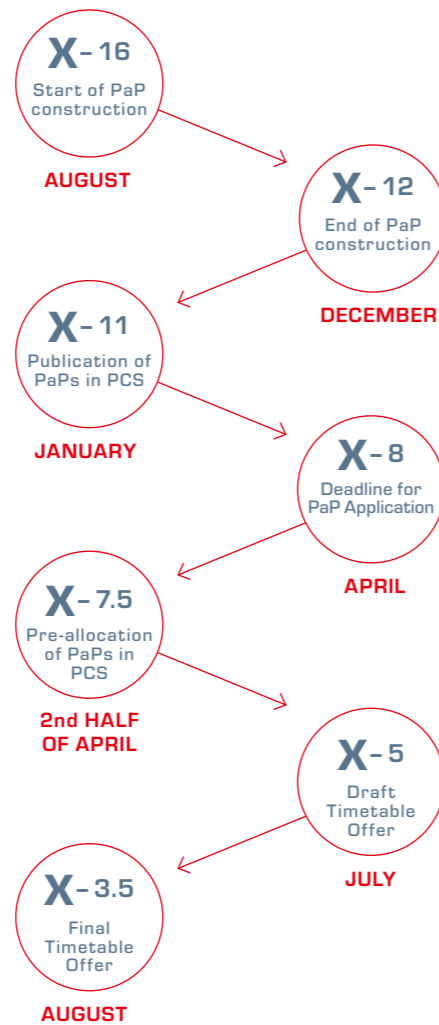 X – 16
Start of PaP
construction
AUGUST
X – 12
End of PaP
construction
DECEMBER
X – 11
Publication of
PaPs in PCS
JANUARY
X – 8
Deadline for
PaP Application
APRIL
X – 7.5
Pre-allocation
of PaPs in
PCS
2nd HALF
OF APRIL
X – 5
Draft
Timetable
Offer
JULY
X – 3.5
Final
Timetable
Offer
AUGUST